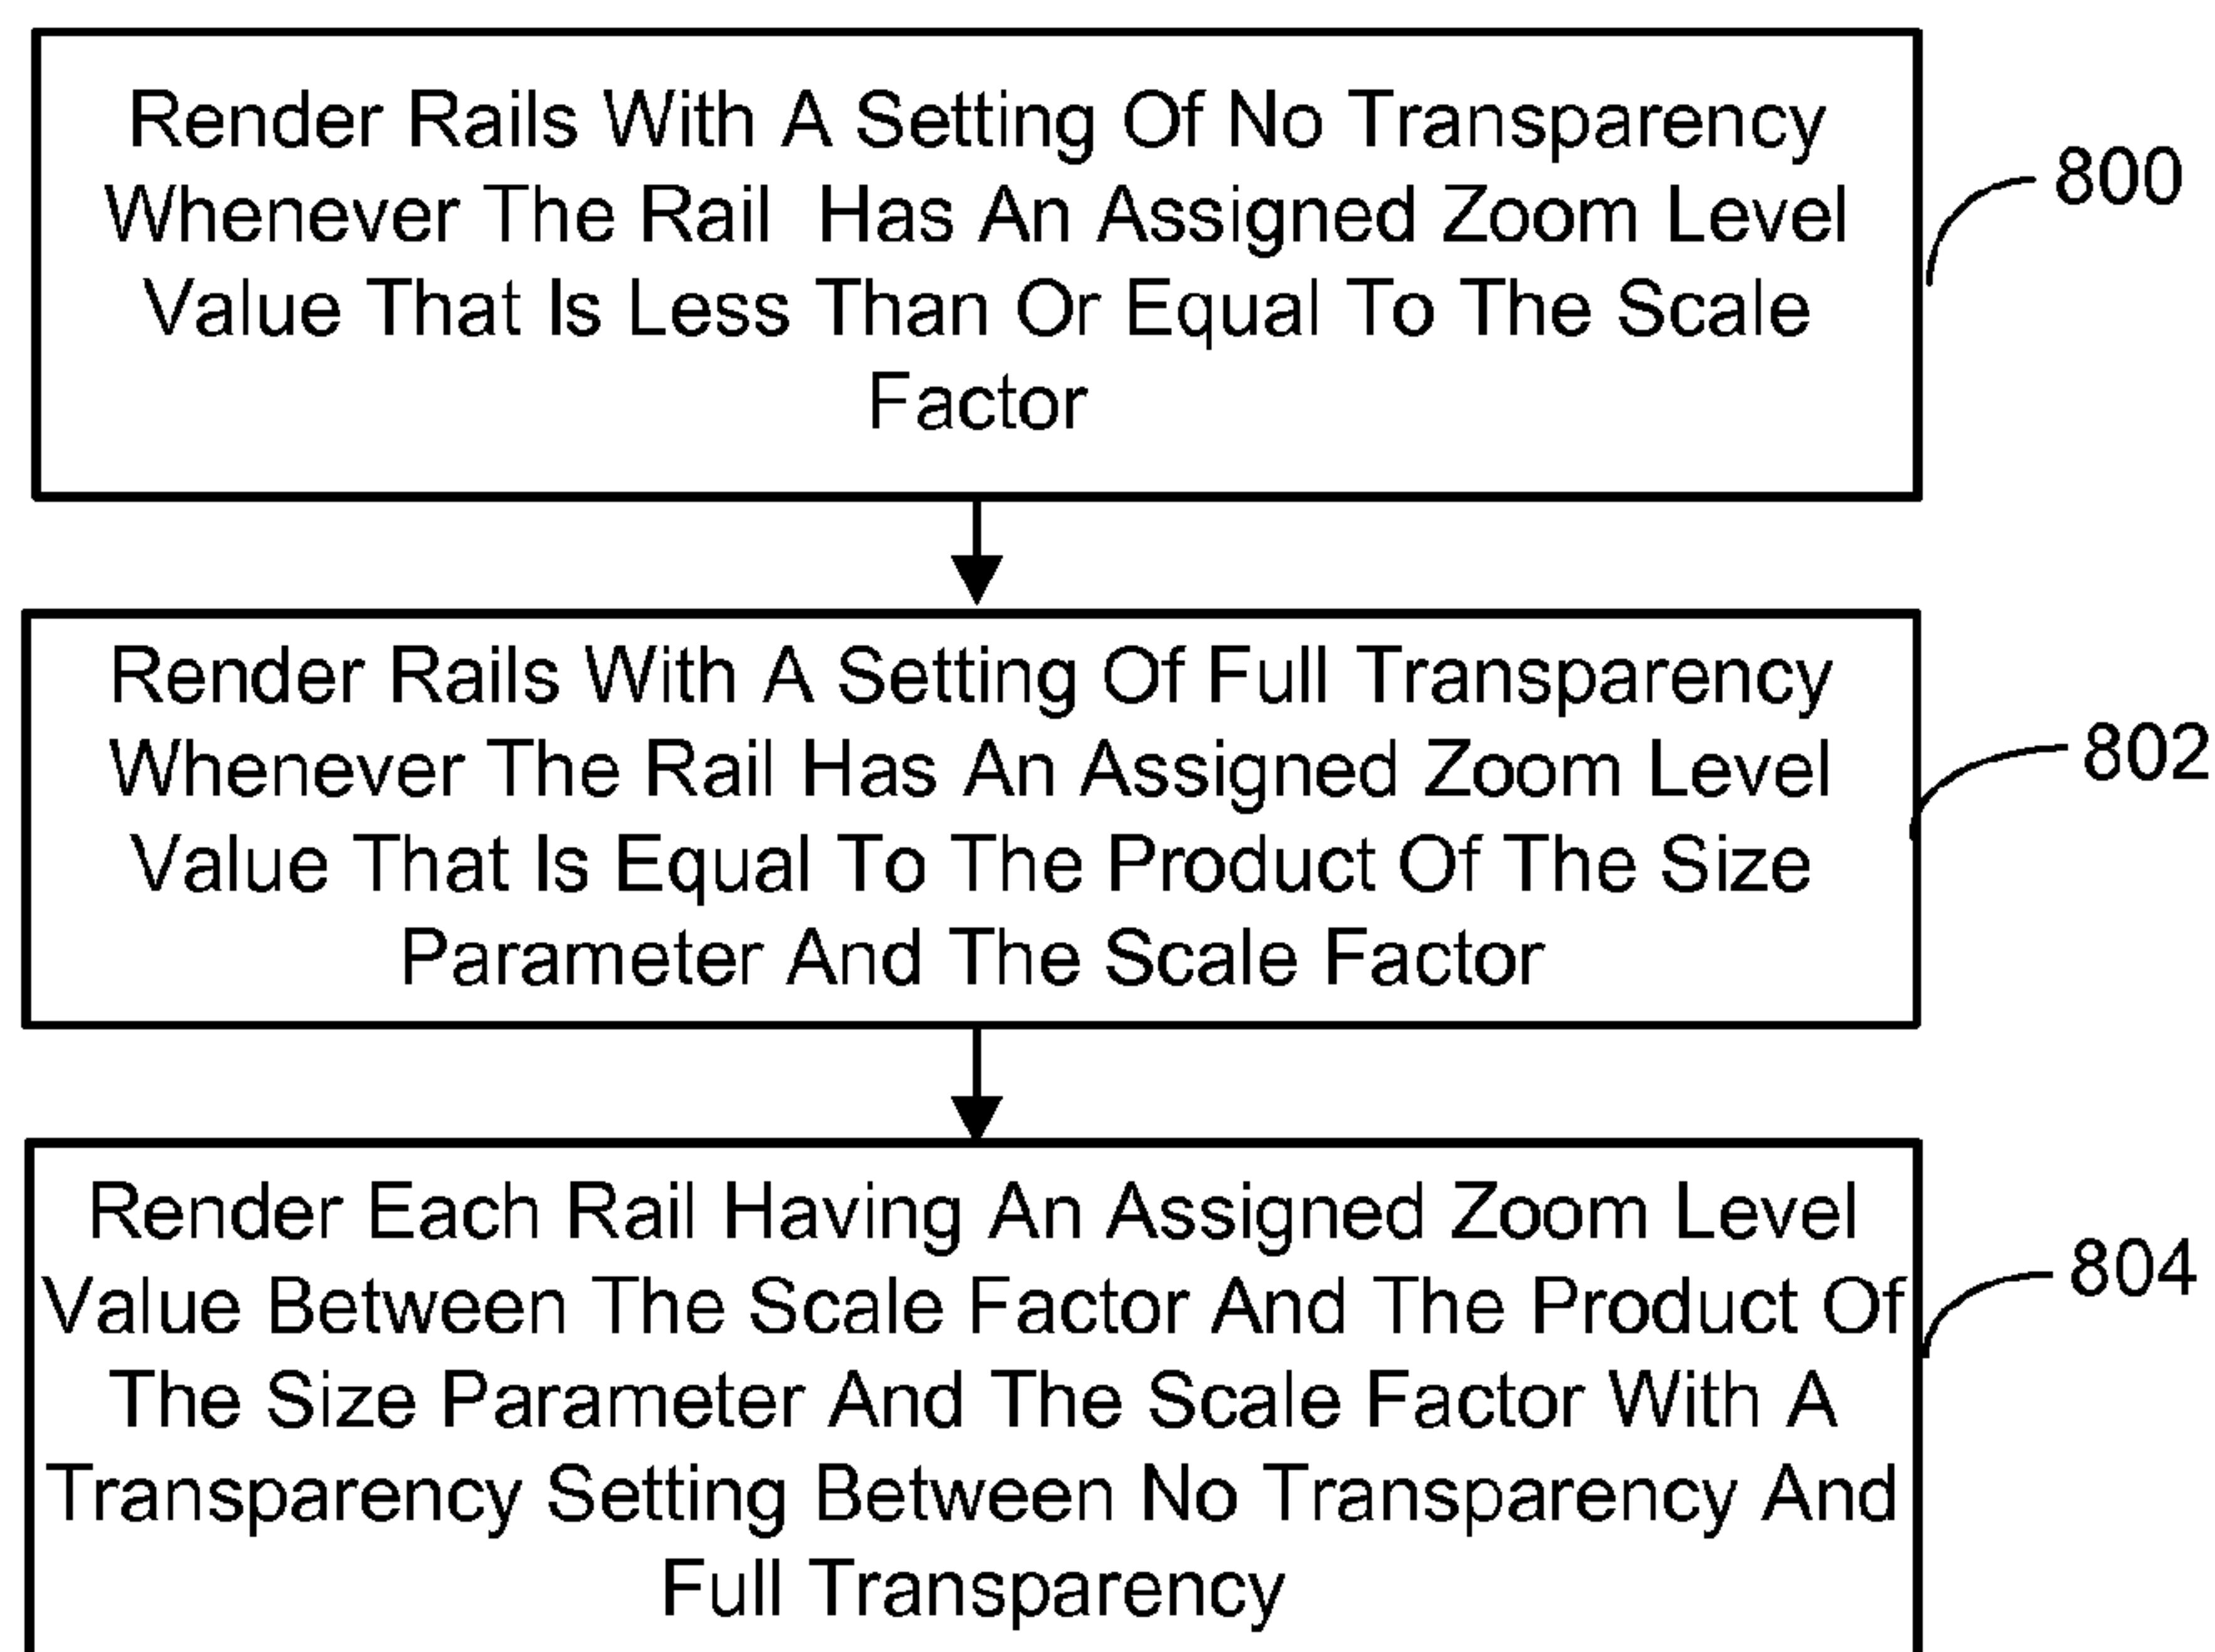 Render Rails With A Setting Of No Transparency
Whenever The Rail Has An Assigned Zoom Level
Value That Is Less Than Or Equal To The Scale
Factor
800
Render Rails With A Setting Of Full Transparency
Whenever The Rail Has An Assigned Zoom Level
Value That Is Equal To The Product Of The Size
Parameter And The Scale Factor
802
Render Each Rail Having An Assigned Zoom Level
Value Between The Scale Factor And The Product Of
The Size Parameter And The Scale Factor With A
Transparency Setting Between No Transparency And
Full Transparency
804